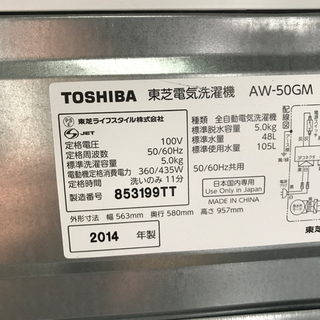 TOSHIBA 東芝電気洗濯機 AW-50GM
東芝ライフスタイル株式会社
S JET
定格電圧 100V
定格周波数 50/60Hz
標準洗濯容量 5.0kg
電動機定格消費電力 360/435W
定格時間 洗いのみ 11分
製造番号 853199TT
種類 全自動電気洗濯機
標準脱水容量 5.0kg
標準水量 48L
標準使用水量 105L
50/60Hz共用
日本国内専用
Use Only in Japan
MADE IN CHINA
外形寸法 幅 563mm 奥行 580mm 高さ 957mm
2014 年製
配線図
東芝